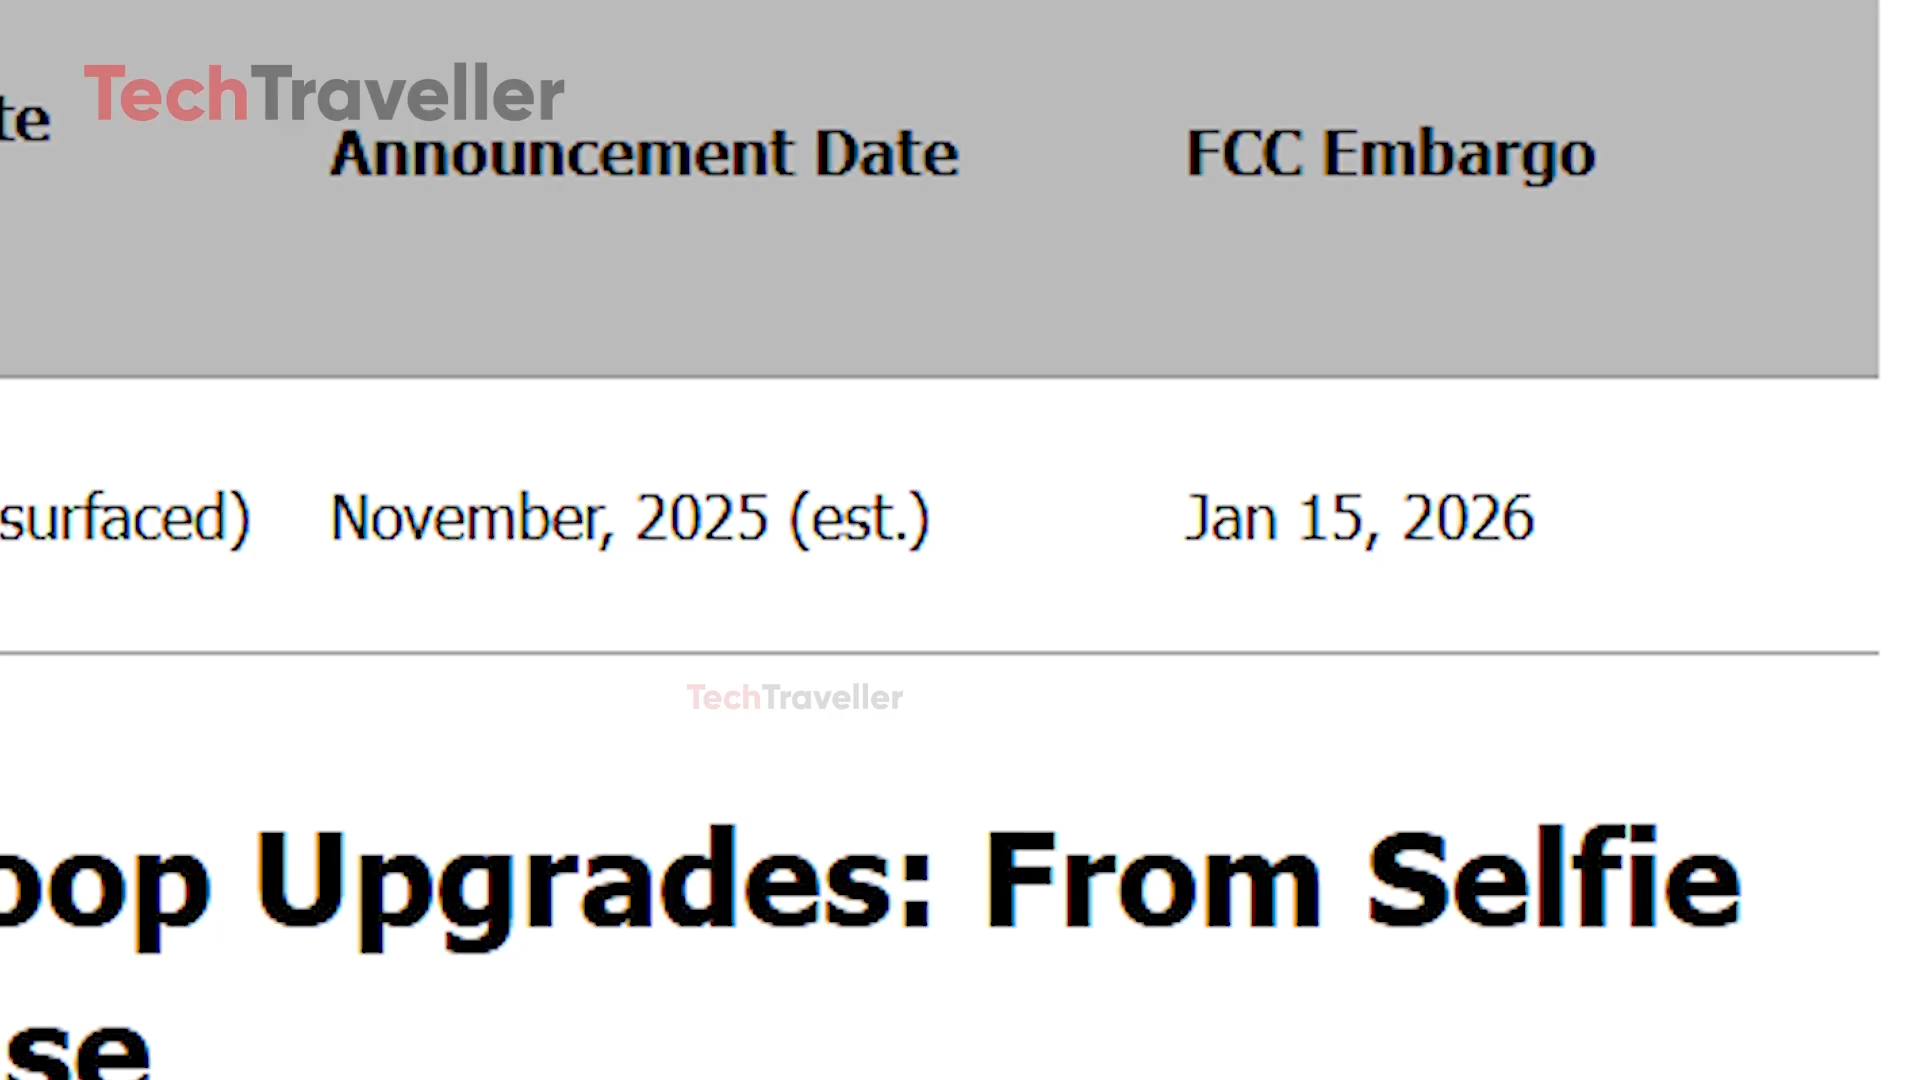 TechTraveller
te Announcement Date FCC Embargo
surfaced) November, 2025 (est.) Jan 15, 2026
TechTraveller
oop Upgrades: From Selfie
se